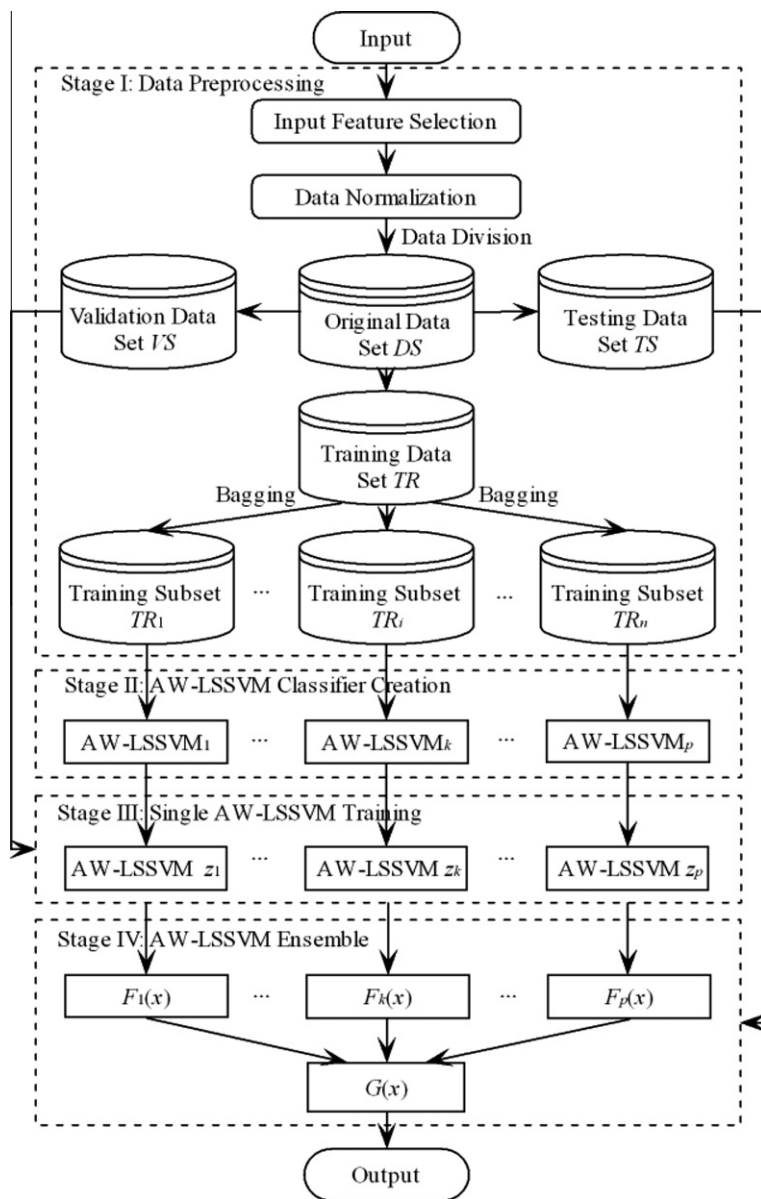 Input
Stage I: Data Preprocessing
Input Feature Selection
Data Normalization
Data Division
Validation Data
Set VS
Original Data
Set DS
Testing Data
Set TS
Training Data
Set TR
Bagging
Bagging
Training Subset
TR1
...
Training Subset
TRi
...
Training Subset
TRn
Stage II: AW-LSSVM Classifier Creation
AW-LSSVM1
...
AW-LSSVMk
...
AW-LSSVMp
Stage III: Single AW-LSSVM Training
AW-LSSVM z1
...
AW-LSSVM zk
...
AW-LSSVM zp
Stage IV: AW-LSSVM Ensemble
F1(x)
...
Fk(x)
...
Fp(x)
G(x)
Output